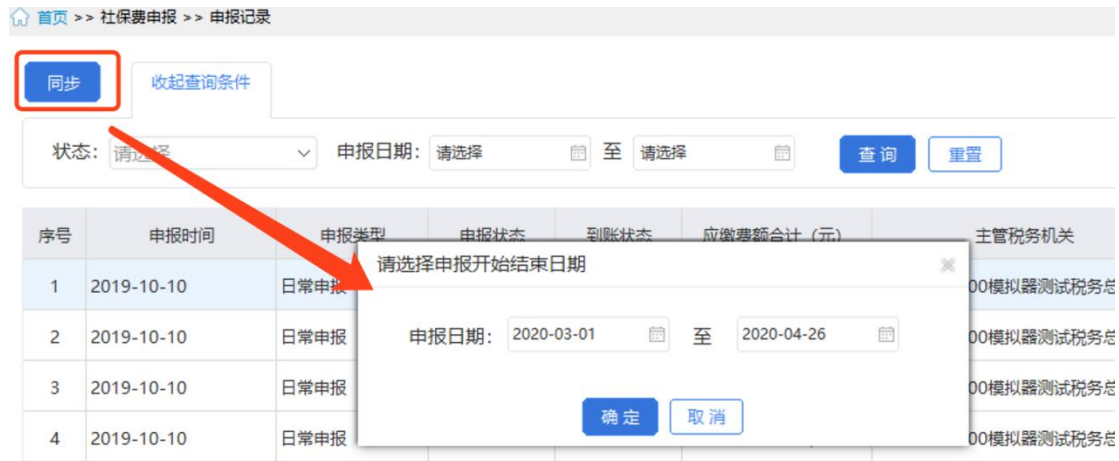 首页 >> 社保费申报 >> 申报记录
同步 收起查询条件
状态: 请选择 申报日期: 请选择 至 请选择 查询 重置
序号 申报时间 申报类型 申报状态 到账状态 应缴费额合计（元） 主管税务机关
请选择申报开始结束日期
1 2019-10-10 日常申报 00模拟器测试税务总
申报日期: 2020-03-01 至 2020-04-26
2 2019-10-10 日常申报 00模拟器测试税务总
3 2019-10-10 日常申报 00模拟器测试税务总
确定 取消
4 2019-10-10 日常申报 00模拟器测试税务总